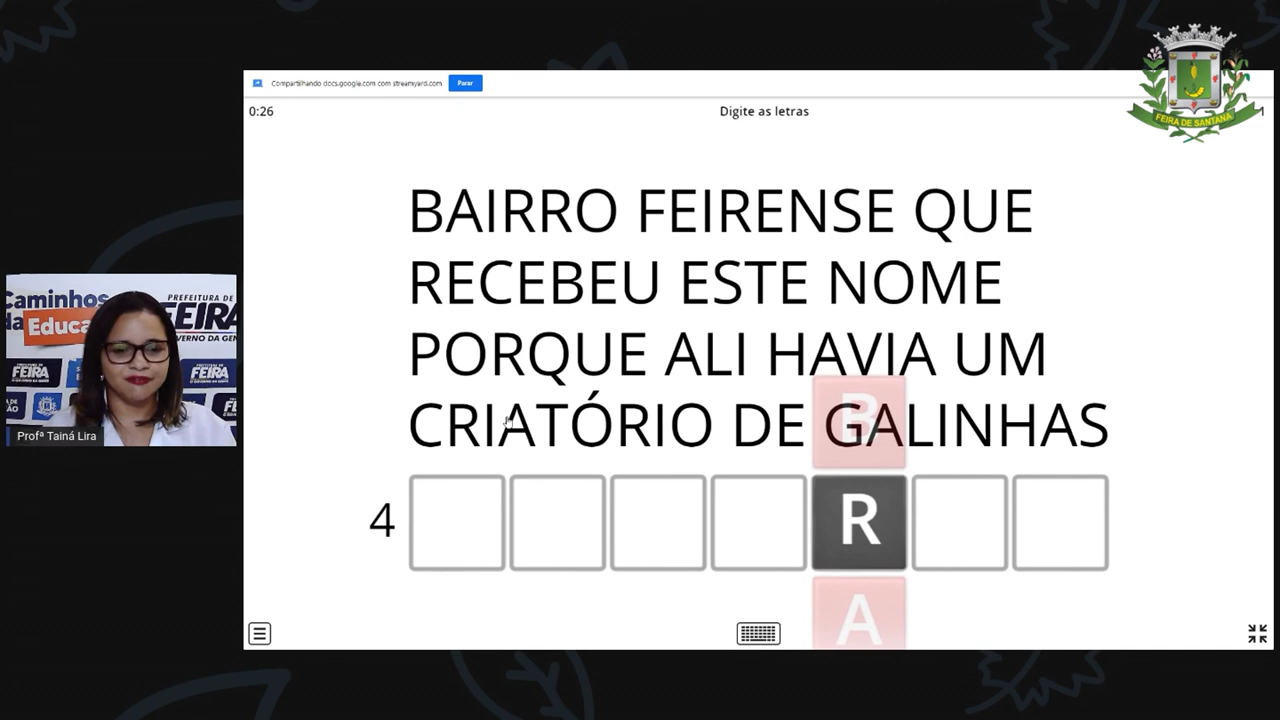 Compartilhando docs.google.com com streamyard.com
Parar
0:26
Digite as letras
1
FEIRA DE SANTANA
BAIRRO FEIRENSE QUE
RECEBEU ESTE NOME
PORQUE ALI HAVIA UM
CRIATÓRIO DE GALINHAS
B
4
R
A
Caminhos
da Educa
PREFEITURA DE
FEIRA
FEIRA
FEIRA
Profª Tainá Lira